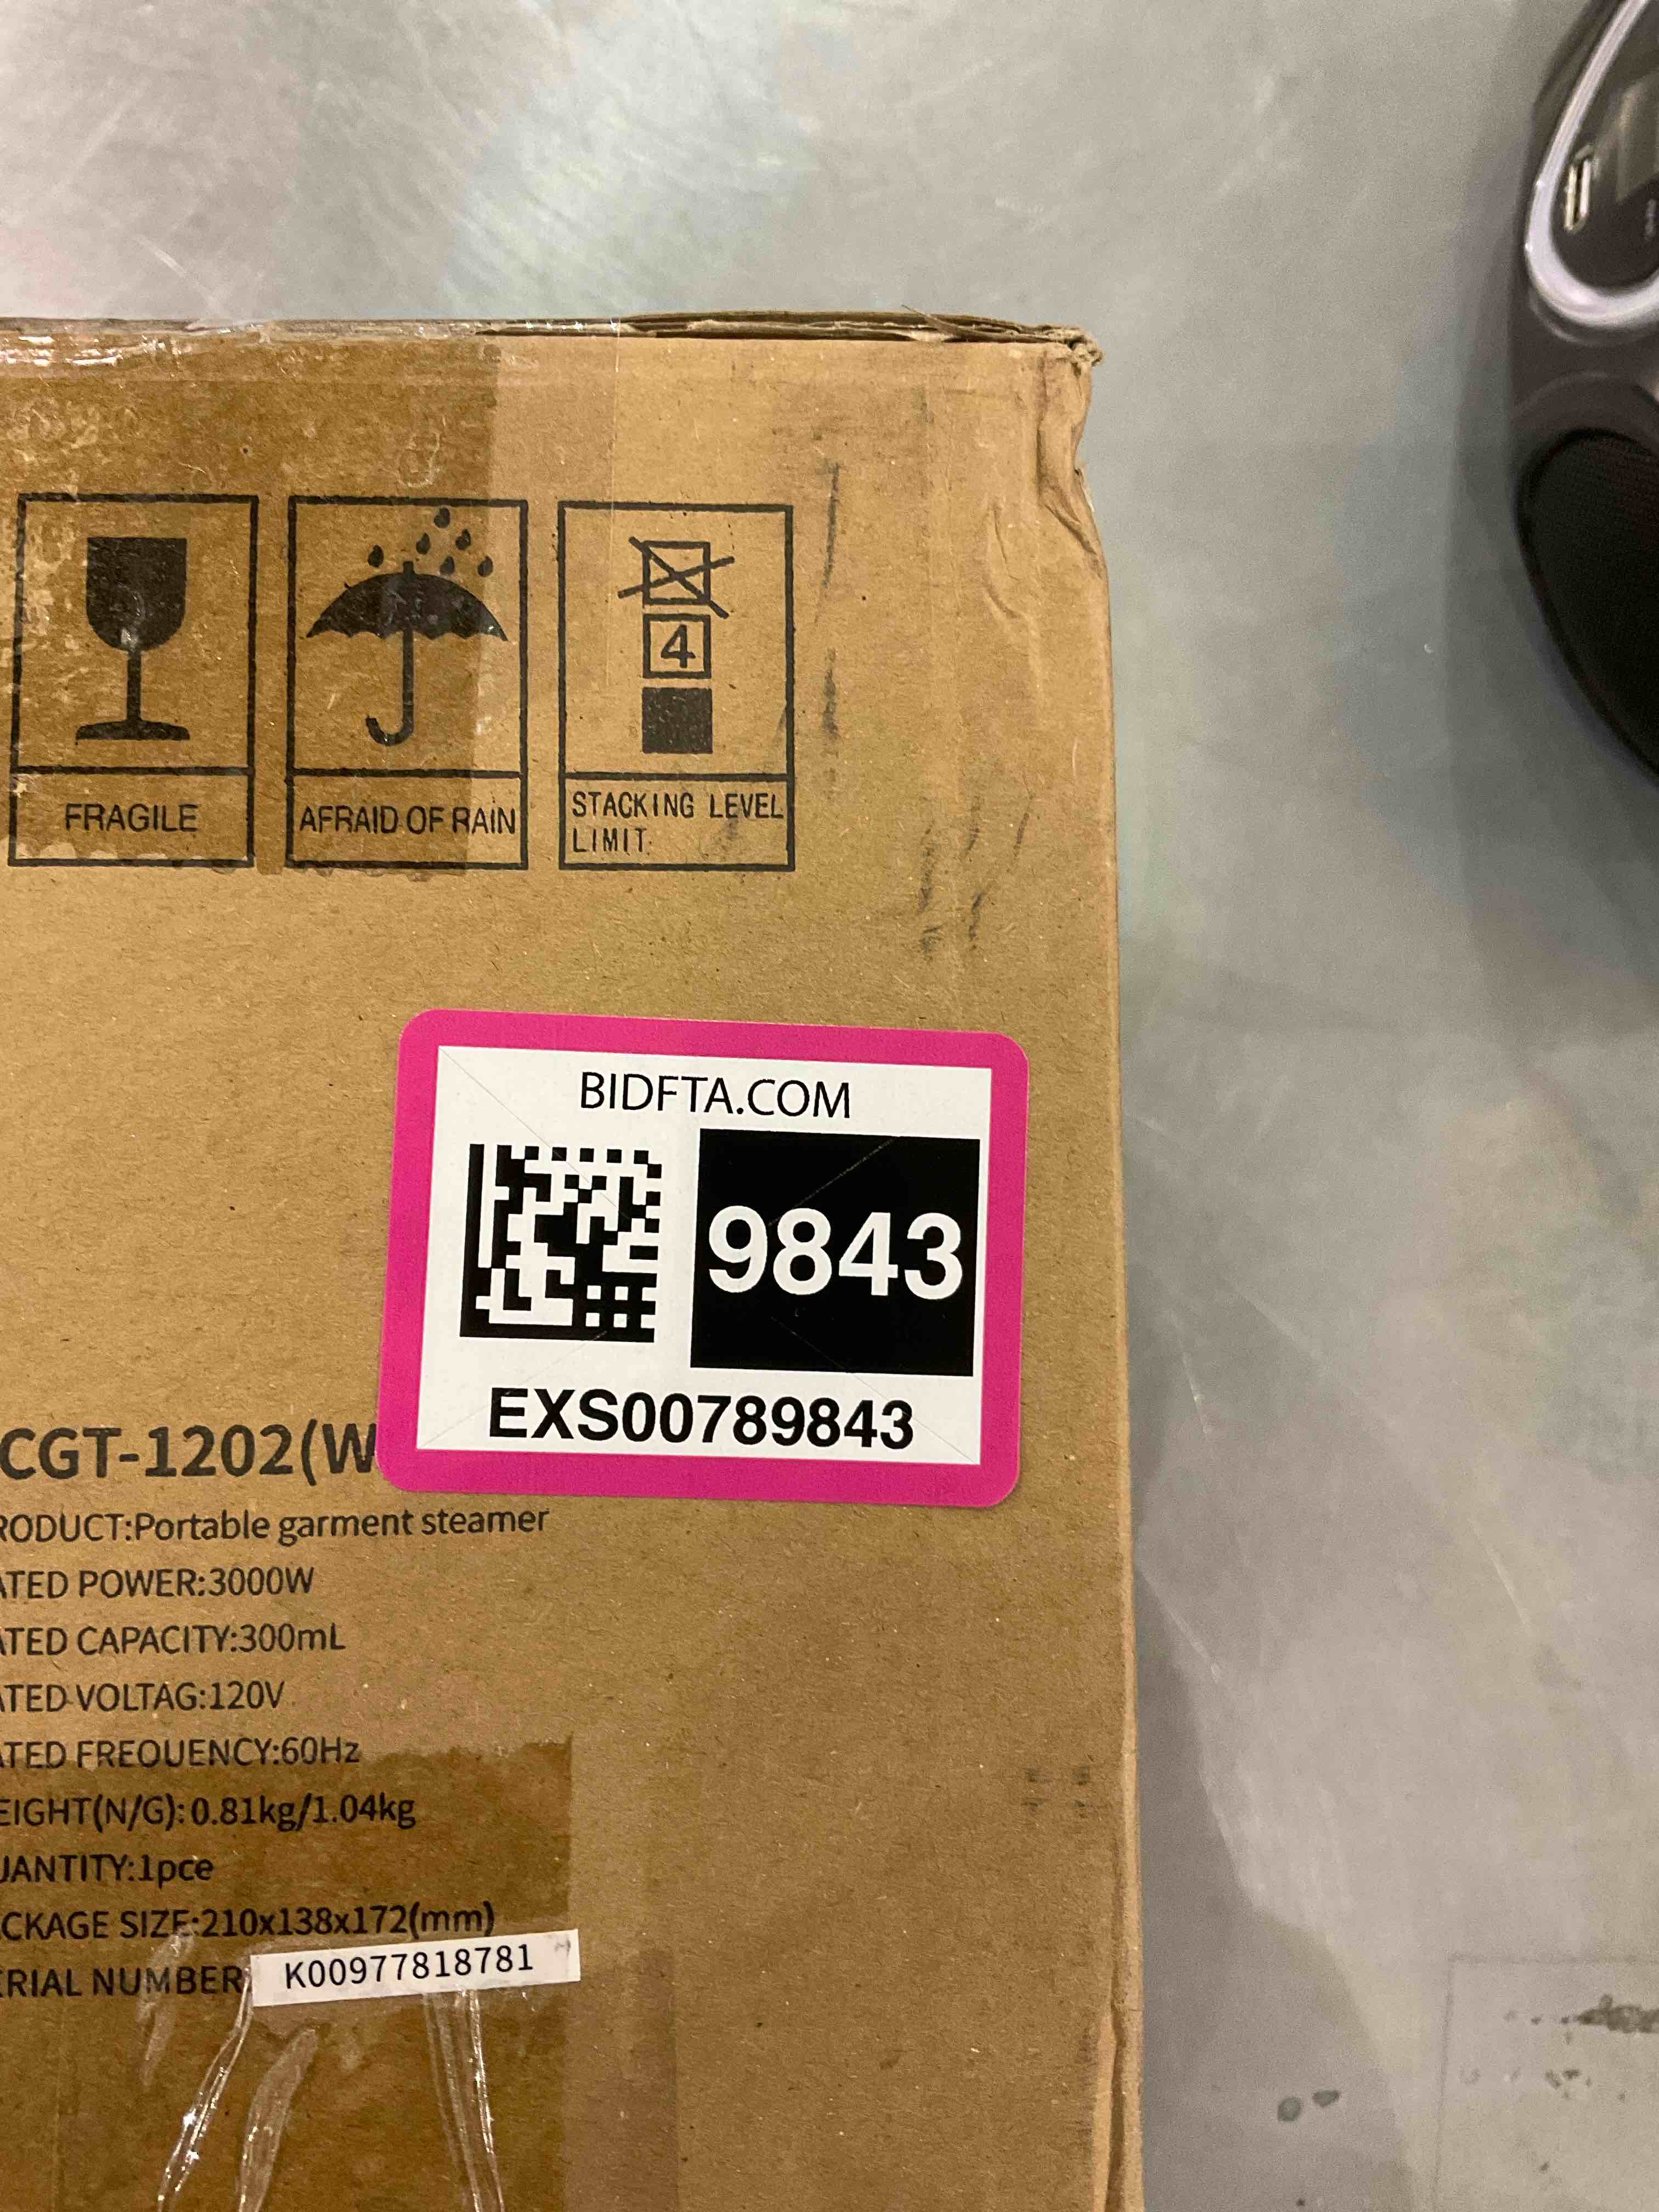 4
FRAGILE
AFRAID OF RAIN
STACKING LEVEL
LIMIT
BIDFTA.COM
9843
EXS00789843
CGT-1202(W
RODUCT:Portable garment steamer
ATED POWER:3000W
ATED CAPACITY:300mL
ATED VOLTAG:120V
ATED FREOUENCY:60Hz
EIGHT(N/G):0.81kg/1.04kg
UANTITY:1pce
CKAGE SIZE:210x138x172(mm)
ERIAL NUMBER K00977818781